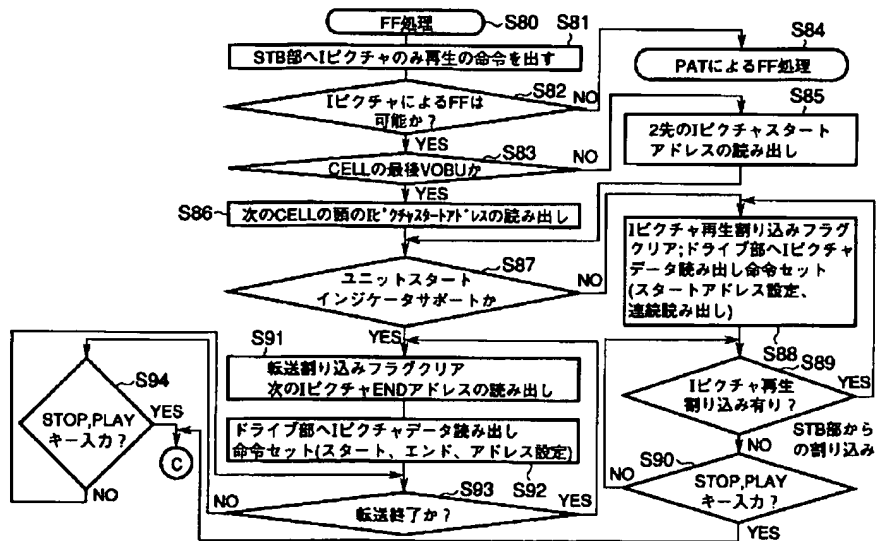 FF処理
S80
S81
STB部へIピクチャのみ再生の命令を出す
S84
PATによるFF処理
S82
IピクチャによるFFは
可能か?
NO
YES
S85
2先のIピクチャスタート
アドレスの読み出し
S83
CELLの最後VOBUか
NO
YES
S86
次のCELLの頭のIピクチャスタートアドレスの読み出し
S87
ユニットスタート
インジケータサポートか
NO
YES
Iピクチャ再生割り込みフラグ
クリア;ドライブ部へIピクチャ
データ読み出し命令セット
(スタートアドレス設定、
連続読み出し)
S88
S91
転送割り込みフラグクリア
次のIピクチャENDアドレスの読み出し
S89
Iピクチャ再生
割り込み有り?
YES
NO
STB部から
の割り込み
S94
STOP,PLAY
キー入力?
YES
NO
C
ドライブ部へIピクチャデータ読み出し
命令セット(スタート、エンド、アドレス設定)
S92
S93
転送終了か?
NO
YES
S90
STOP,PLAY
キー入力?
NO
YES